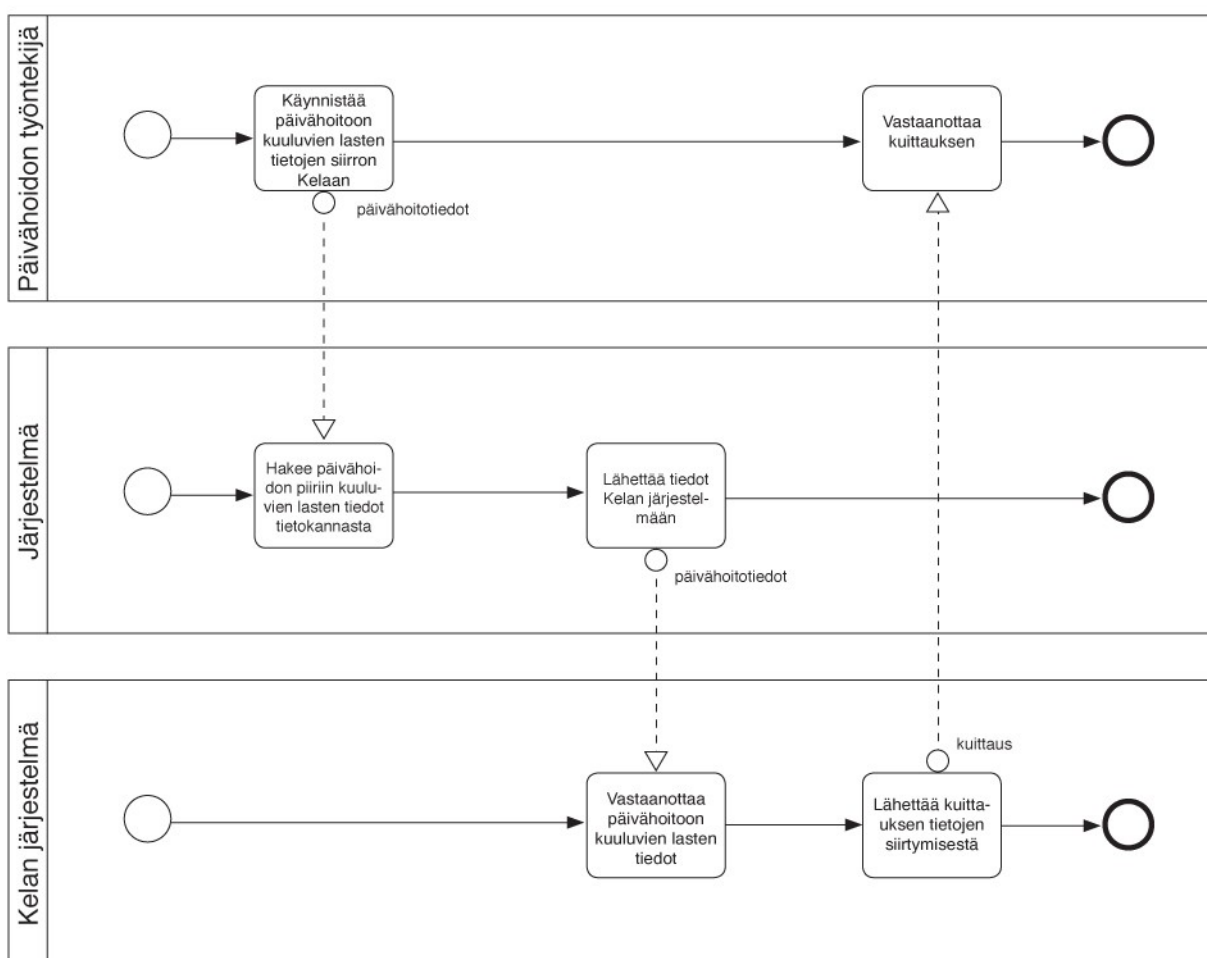 Päivähoidon työntekijä
Käynnistää
päivähoitoon
kuuluvien lasten
tietojen siirron
Kelaan
päivähoitotiedot
Vastaanottaa
kuittauksen
Järjestelmä
Hakee päivähoi-
don piiriin kuulu-
vien lasten tiedot
tietokannasta
Lähettää tiedot
Kelan järjestel-
mään
päivähoitotiedot
Kelan järjestelmä
Vastaanottaa
päivähoitoon
kuuluvien lasten
tiedot
kuittaus
Lähettää kuitta-
uksen tietojen
siirtymisestä